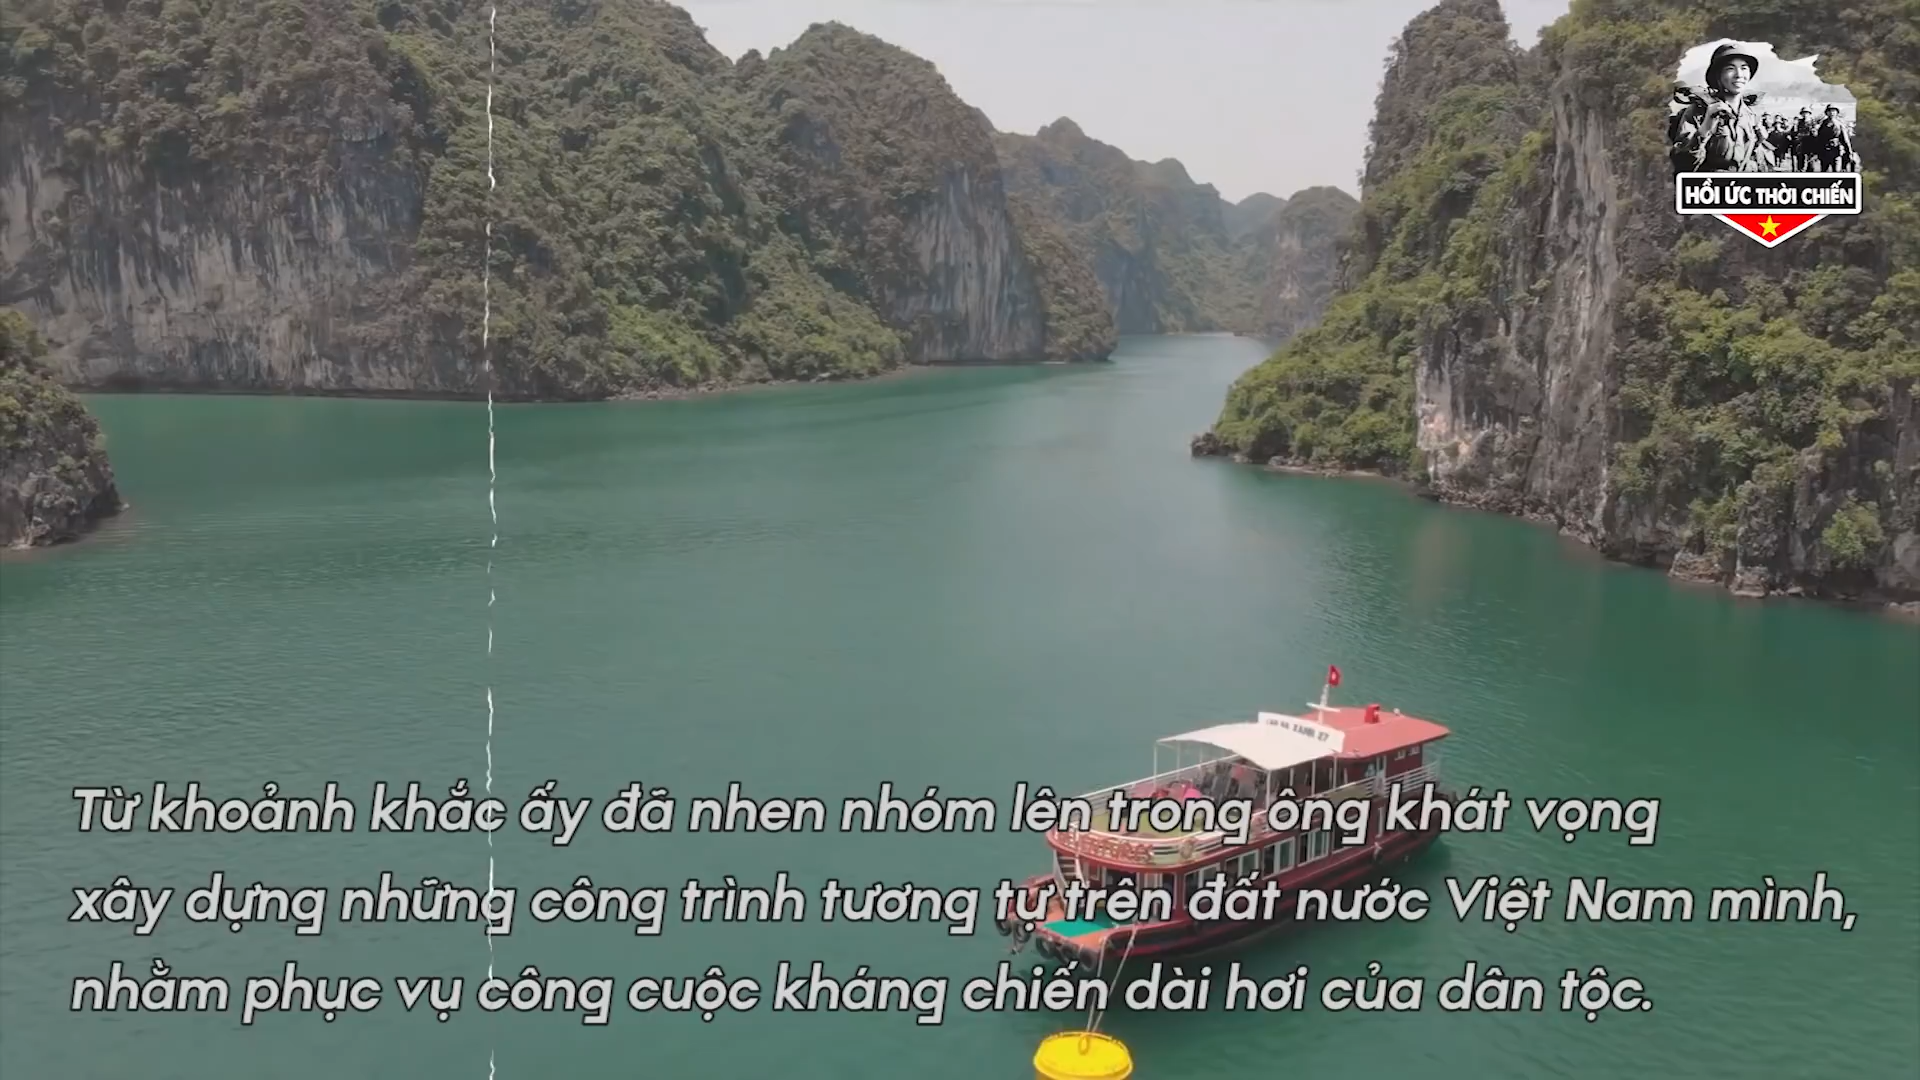 HỒI ỨC THỜI CHIẾN
Từ khoảnh khắc ấy đã nhen nhóm lên trong ông khát vọng
xây dựng những công trình tương tự trên đất nước Việt Nam mình,
nhằm phục vụ công cuộc kháng chiến dài hơi của dân tộc.